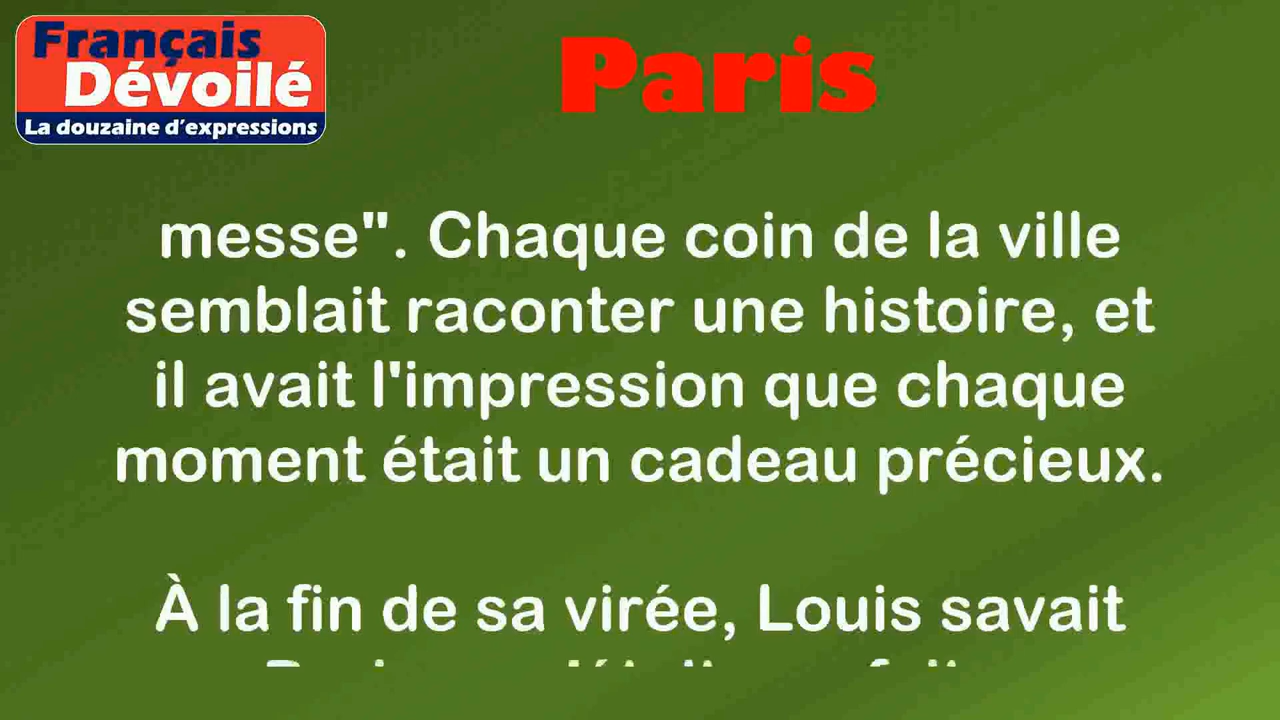 Français
Dévoilé
La douzaine d'expressions
Paris
messe". Chaque coin de la ville
semblait raconter une histoire, et
il avait l'impression que chaque
moment était un cadeau précieux.
À la fin de sa virée, Louis savait